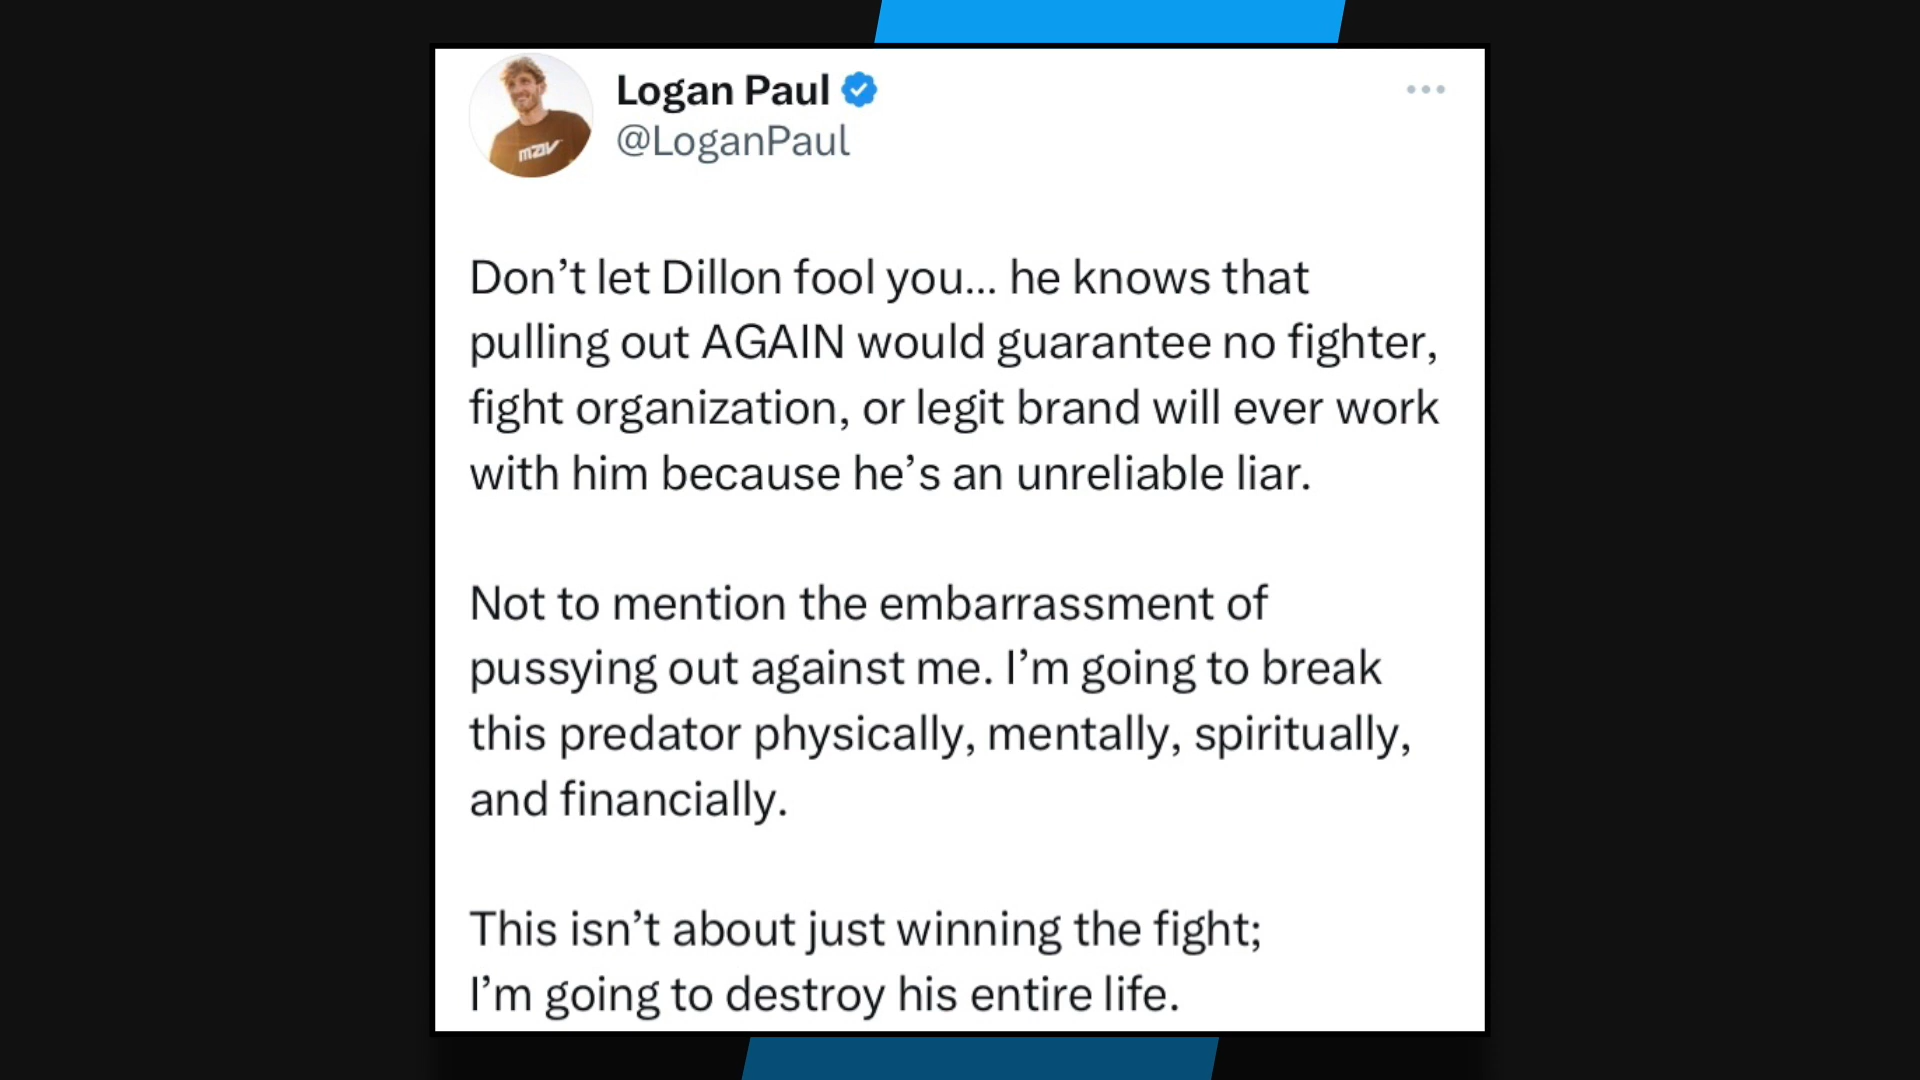 Logan Paul
@LoganPaul
Don’t let Dillon fool you... he knows that
pulling out AGAIN would guarantee no fighter,
fight organization, or legit brand will ever work
with him because he’s an unreliable liar.
Not to mention the embarrassment of
pussying out against me. I’m going to break
this predator physically, mentally, spiritually,
and financially.
This isn’t about just winning the fight;
I’m going to destroy his entire life.